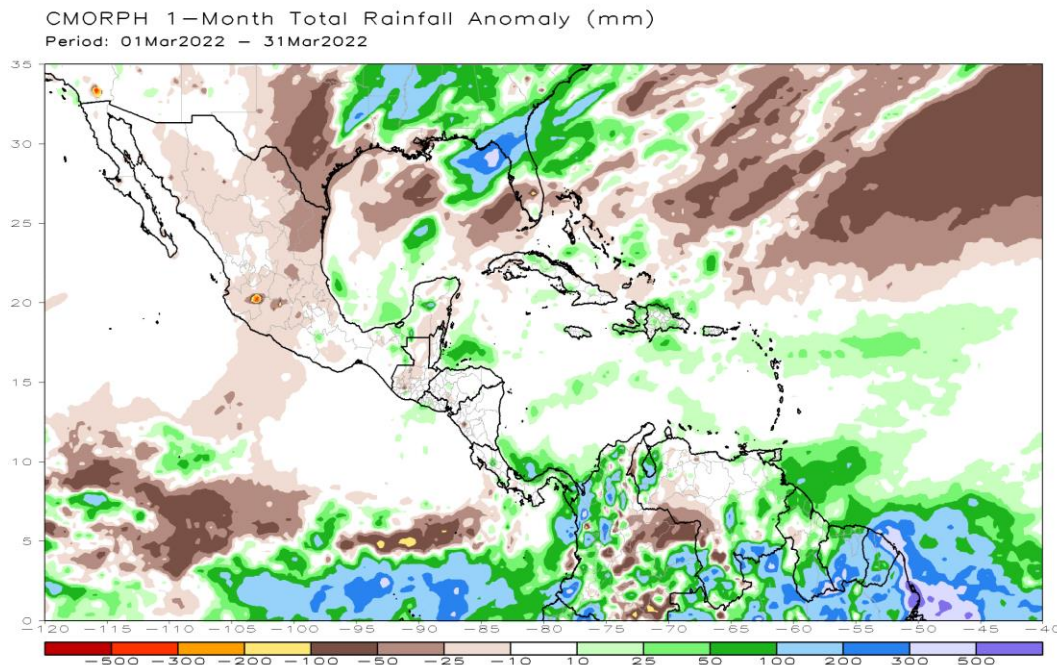 CMORPH 1-Month Total Rainfall Anomaly (mm)
Period: 01Mar2022 - 31Mar2022
35
30
25
20
15
10
5
0
-120 -115 -110 -105 -100 -95 -90 -85 -80 -75 -70 -65 -60 -55 -50 -45 -40
-500 -300 -200 -100 -50 -25 -10 10 25 50 100 200 300